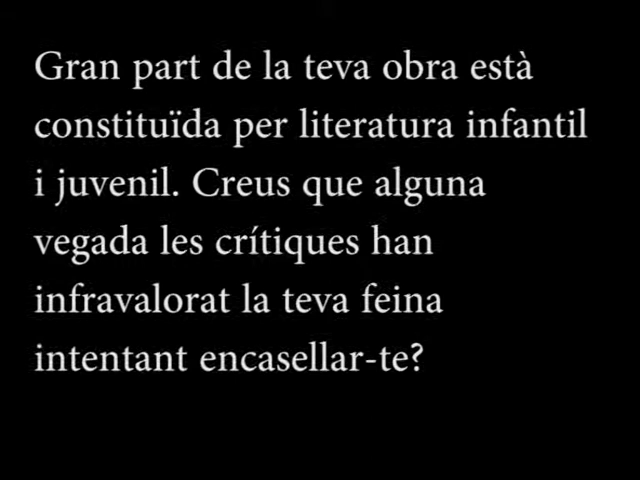 Gran part de la teva obra està
constituïda per literatura infantil
i juvenil. Creus que alguna
vegada les crítiques han
infravalorat la teva feina
intentant encasellar-te?